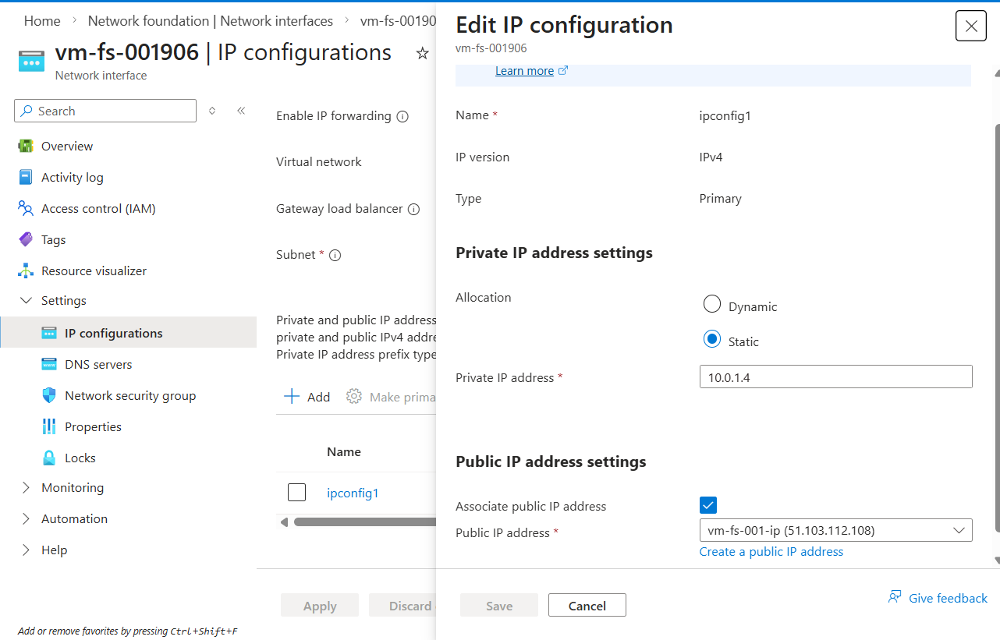 Home > Network foundation | Network interfaces > vm-fs-00190
vm-fs-001906 | IP configurations
Network interface
Search
Overview
Activity log
Access control (IAM)
Tags
Resource visualizer
Settings
IP configurations
DNS servers
Network security group
Properties
Locks
Monitoring
Automation
Help
Add or remove favorites by pressing Ctrl+Shift+F
Enable IP forwarding
Virtual network
Gateway load balancer
Subnet *
Private and public IP address
private and public IPv4 addre
Private IP address prefix type
Add Make prima
Name
ipconfig1
Apply Discard
Edit IP configuration
vm-fs-001906
Learn more
Name * ipconfig1
IP version IPv4
Type Primary
Private IP address settings
Allocation Dynamic
Static
Private IP address * 10.0.1.4
Public IP address settings
Associate public IP address
Public IP address * vm-fs-001-ip (51.103.112.108)
Create a public IP address
Save Cancel Give feedback